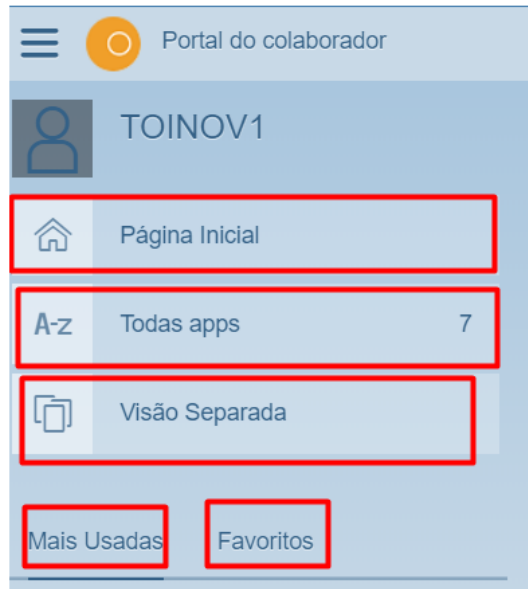 Portal do colaborador
TOINOV1
Página Inicial
A-z Todas apps 7
Visão Separada
Mais Usadas Favoritos